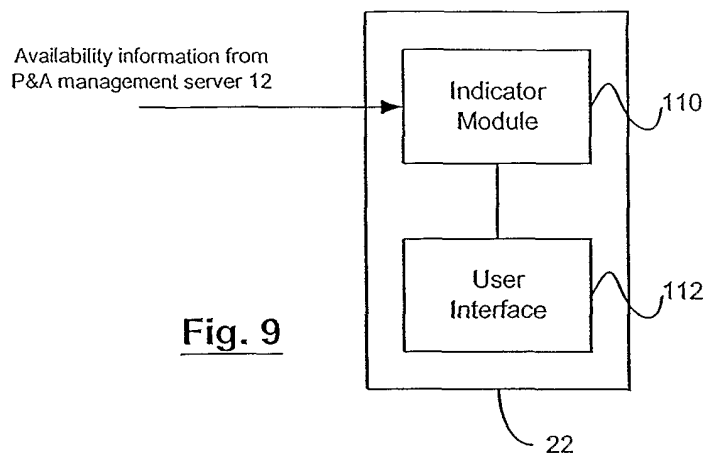 Availability information from
P&A management server 12
Indicator
Module
110
User
Interface
112
Fig. 9
22